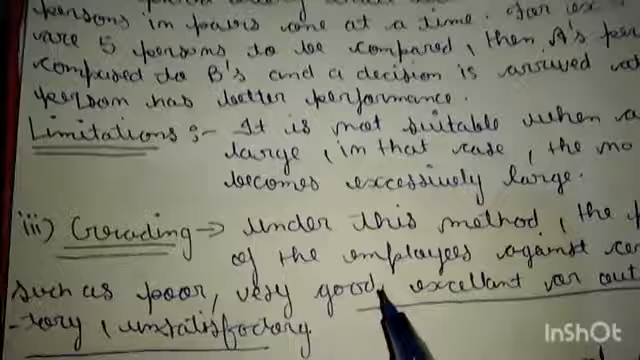 persons in pairs one at a time. For ex
are 5 persons to be compared, then A's per
compared to B's and a decision is arrived
person has better performance.
Limitations :- It is not suitable when a
large, in that case, the no
becomes excessively large.
iii) Grading → Under this method, the p
of the employees against cer
such as poor, very good, excellant or out
-tory, unsatisfactory.
InShOt